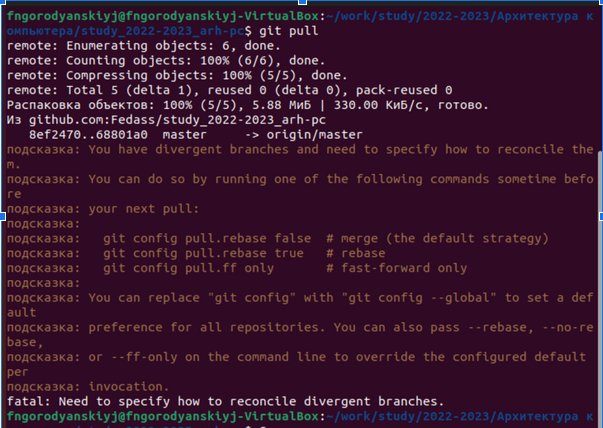 fngorodyanskiyj@fngorodyanskiyj-VirtualBox:~/work/study/2022-2023/Архитектура к
омпьютера/study_2022-2023_arh-pc$ git pull
remote: Enumerating objects: 6, done.
remote: Counting objects: 100% (6/6), done.
remote: Compressing objects: 100% (5/5), done.
remote: Total 5 (delta 1), reused 0 (delta 0), pack-reused 0
Распаковка объектов: 100% (5/5), 5.88 МиБ | 330.00 КиБ/с, готово.
Из github.com:Fedass/study_2022-2023_arh-pc
   8ef2470..68801a0  master     -> origin/master
подсказка: You have divergent branches and need to specify how to reconcile the
m.
подсказка: You can do so by running one of the following commands sometime befo
re
подсказка: your next pull:
подсказка:
подсказка:   git config pull.rebase false  # merge (the default strategy)
подсказка:   git config pull.rebase true   # rebase
подсказка:   git config pull.ff only       # fast-forward only
подсказка:
подсказка: You can replace "git config" with "git config --global" to set a def
ault
подсказка: preference for all repositories. You can also pass --rebase, --no-re
base,
подсказка: or --ff-only on the command line to override the configured default
per
подсказка: invocation.
fatal: Need to specify how to reconcile divergent branches.
fngorodyanskiyj@fngorodyanskiyj-VirtualBox:~/work/study/2022-2023/Архитектура к